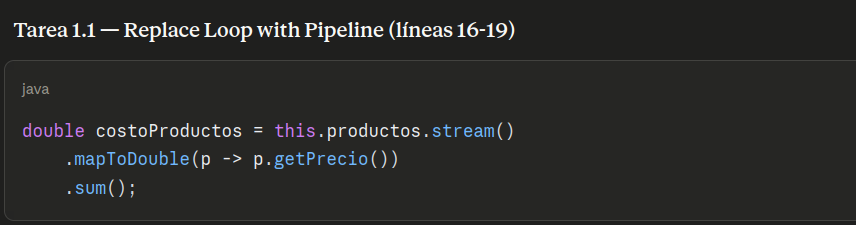 Tarea 1.1 — Replace Loop with Pipeline (líneas 16-19)
java
double costoProductos = this.productos.stream()
    .mapToDouble(p -> p.getPrecio())
    .sum();